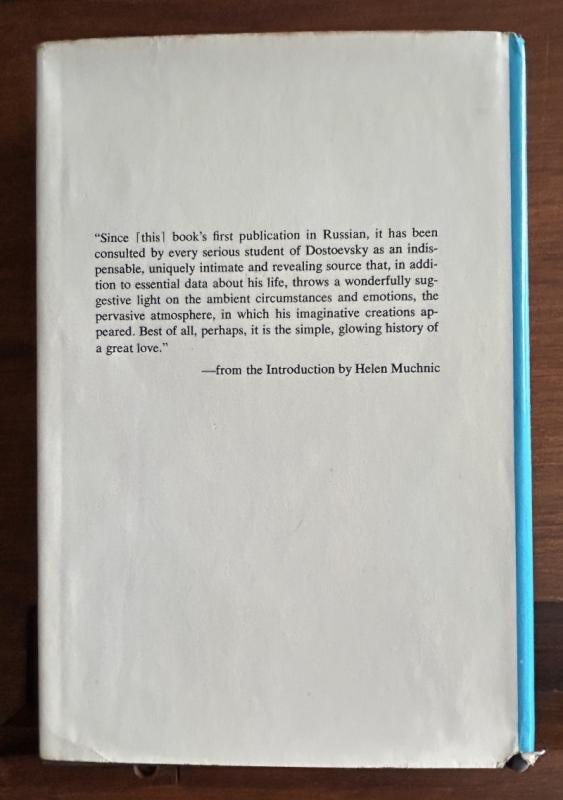 “Since [this] book’s first publication in Russian, it has been
consulted by every serious student of Dostoevsky as an indis-
pensable, uniquely intimate and revealing source that, in addi-
tion to essential data about his life, throws a wonderfully sug-
gestive light on the ambient circumstances and emotions, the
pervasive atmosphere, in which his imaginative creations ap-
peared. Best of all, perhaps, it is the simple, glowing history of
a great love.”
—from the Introduction by Helen Muchnic